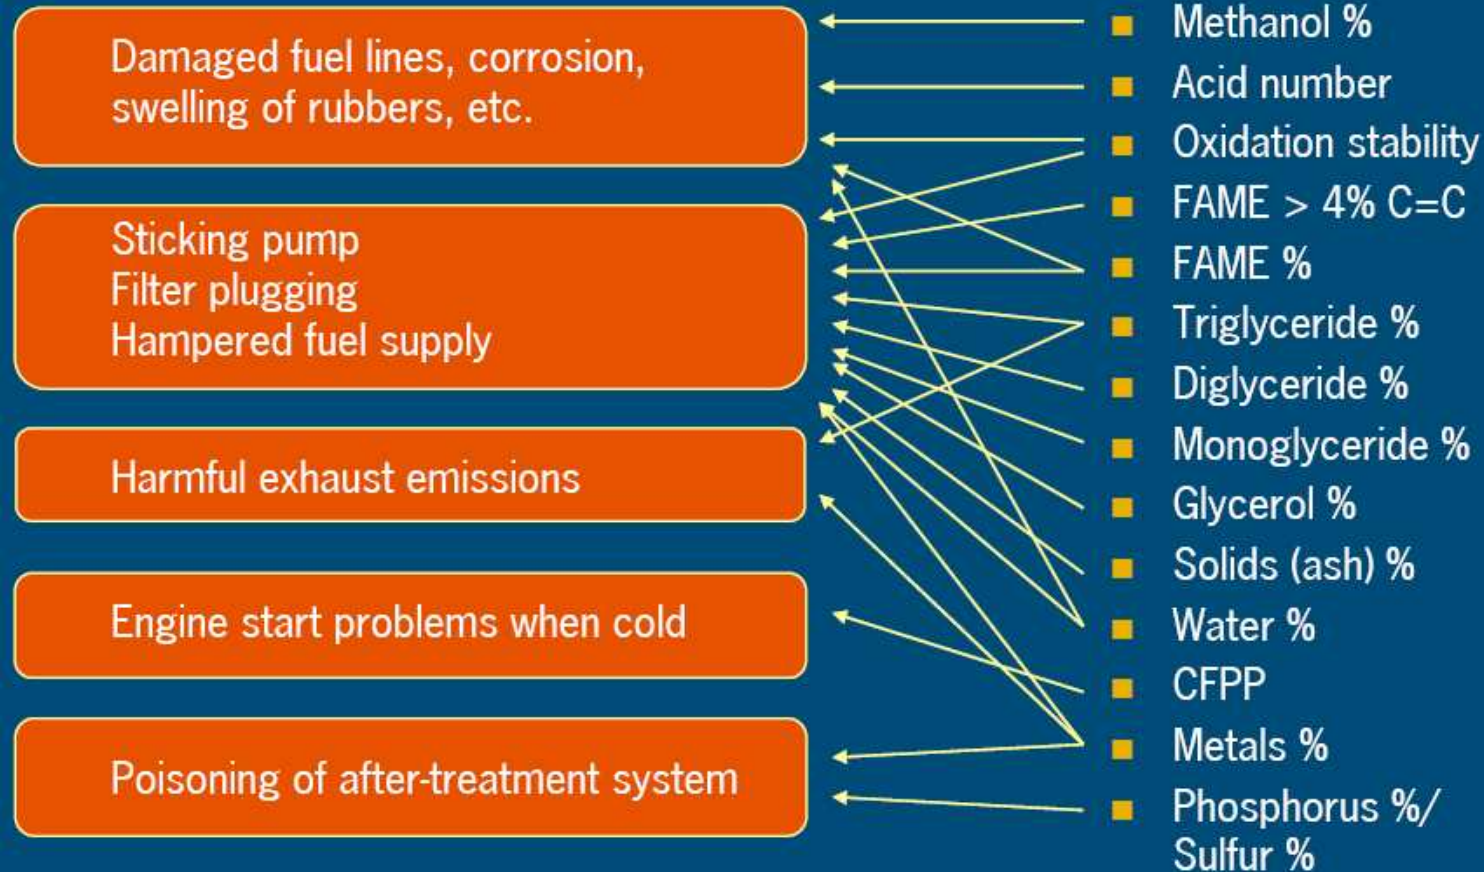 Damaged fuel lines, corrosion,
swelling of rubbers, etc.
Sticking pump
Filter plugging
Hampered fuel supply
Harmful exhaust emissions
Engine start problems when cold
Poisoning of after-treatment system
Methanol %
Acid number
Oxidation stability
FAME > 4% C=C
FAME %
Triglyceride %
Diglyceride %
Monoglyceride %
Glycerol %
Solids (ash) %
Water %
CFPP
Metals %
Phosphorus %/
Sulfur %